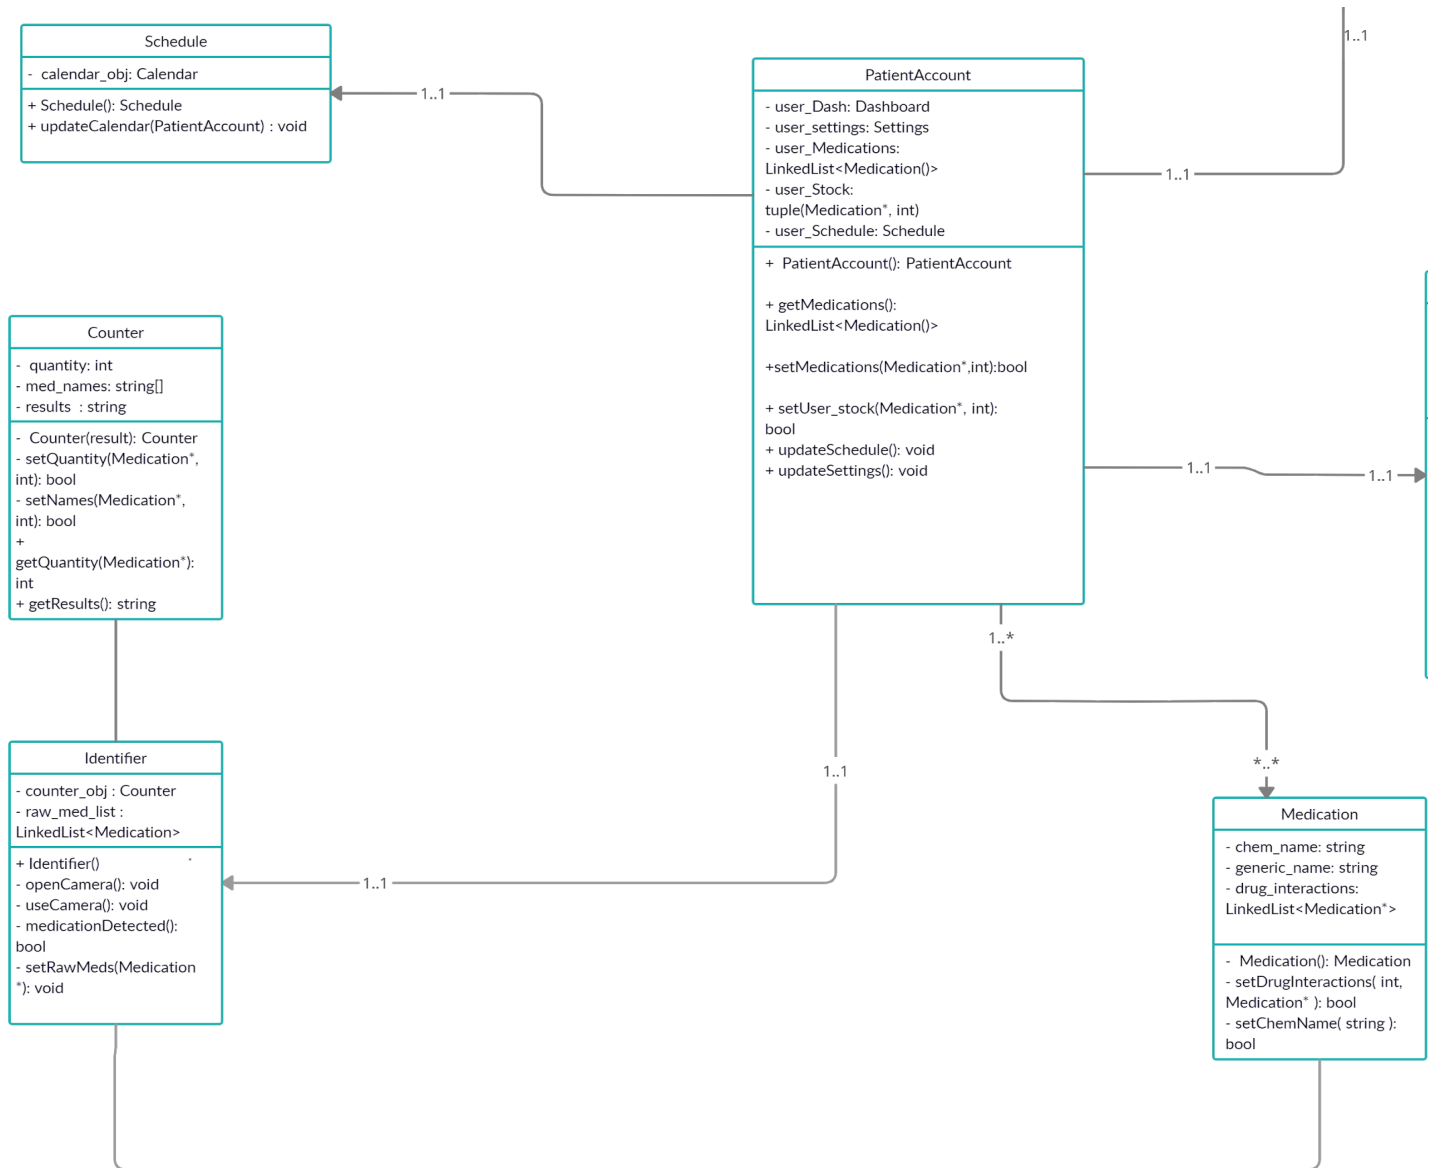 Schedule
- calendar_obj: Calendar
+ Schedule(): Schedule
+ updateCalendar(PatientAccount) : void
1..1
PatientAccount
- user_Dash: Dashboard
- user_settings: Settings
- user_Medications:
LinkedList<Medication()>
- user_Stock:
tuple(Medication*, int)
- user_Schedule: Schedule
+ PatientAccount(): PatientAccount
+ getMedications():
LinkedList<Medication()>
+setMedications(Medication*,int):bool
+ setUser_stock(Medication*, int):
bool
+ updateSchedule(): void
+ updateSettings(): void
1..1
1..1
1..1
1..1
Counter
- quantity: int
- med_names: string[]
- results : string
- Counter(result): Counter
- setQuantity(Medication*,
int): bool
- setNames(Medication*,
int): bool
+
getQuantity(Medication*):
int
+ getResults(): string
1..*
*..*
1..1
1..1
Identifier
- counter_obj : Counter
- raw_med_list :
LinkedList<Medication>
+ Identifier()
- openCamera(): void
- useCamera(): void
- medicationDetected():
bool
- setRawMeds(Medication
*): void
Medication
- chem_name: string
- generic_name: string
- drug_interactions:
LinkedList<Medication*>
- Medication(): Medication
- setDrugInteractions( int,
Medication* ): bool
- setChemName( string ):
bool